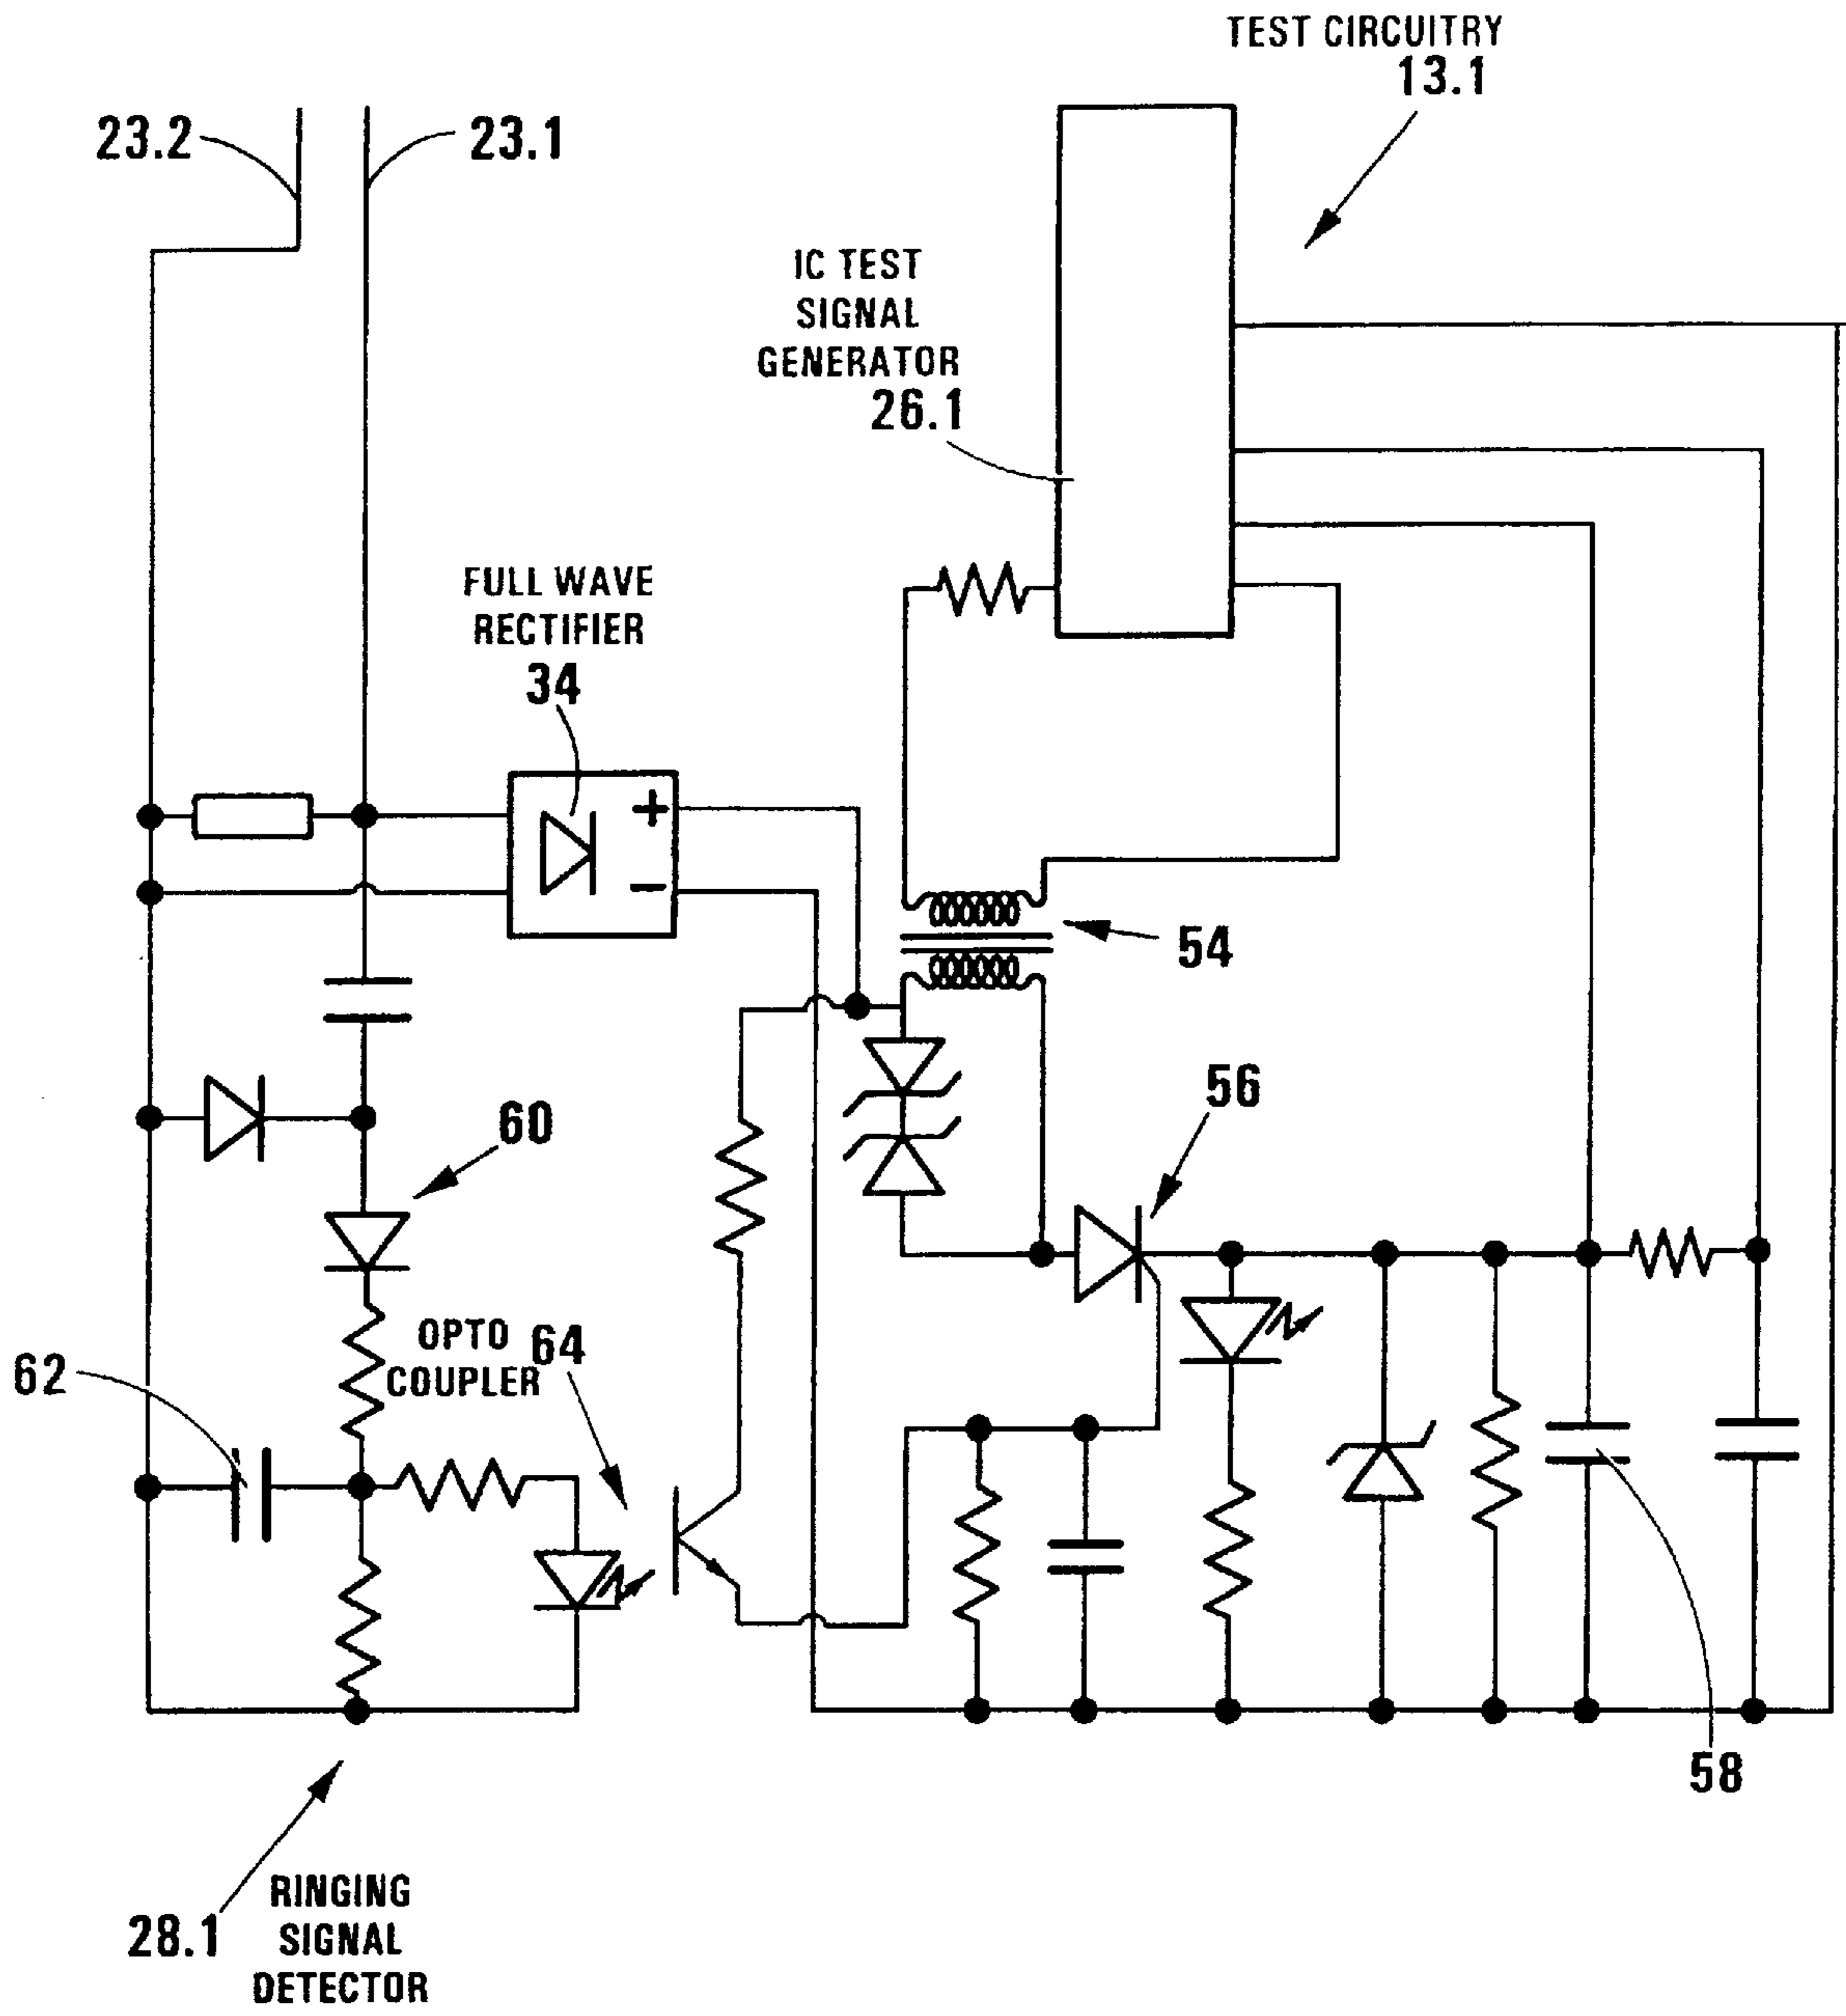 TEST CIRCUITRY
13.1
23.2
23.1
IC TEST
SIGNAL
GENERATOR
26.1
FULL WAVE
RECTIFIER
34
+
−
54
56
60
OPTO
COUPLER
64
62
58
28.1
RINGING
SIGNAL
DETECTOR